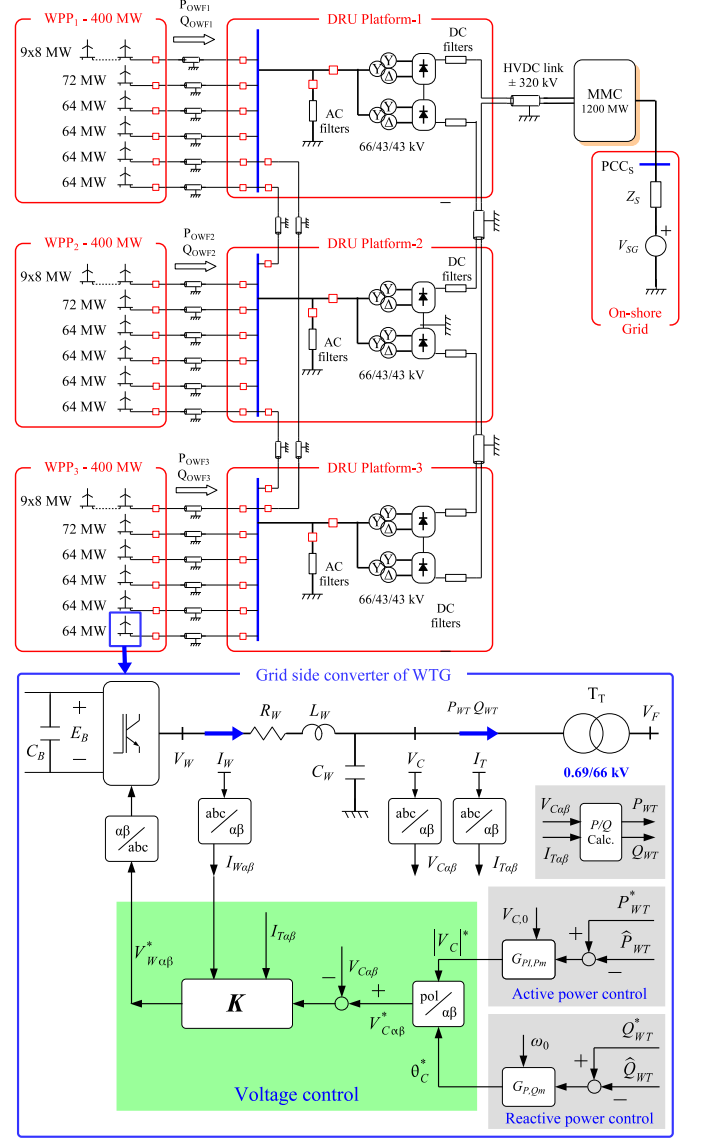 WPP1 - 400 MW
POWF1
QOWF1
DRU Platform-1
9x8 MW
72 MW
64 MW
64 MW
64 MW
64 MW
AC
filters
Y
Y
Y
Δ
66/43/43 kV
DC
filters
HVDC link
± 320 kV
MMC
1200 MW
PCCS
ZS
+
VSG
On-shore
Grid
WPP2 - 400 MW
POWF2
QOWF2
DRU Platform-2
9x8 MW
72 MW
64 MW
64 MW
64 MW
64 MW
AC
filters
Y
Y
Y
Δ
66/43/43 kV
DC
filters
WPP3 - 400 MW
POWF3
QOWF3
DRU Platform-3
9x8 MW
72 MW
64 MW
64 MW
64 MW
64 MW
AC
filters
Y
Y
Y
Δ
66/43/43 kV
DC
filters
Grid side converter of WTG
CB
+
EB
−
VW
IW
RW
LW
CW
VC
PWT QWT
IT
TT
VF
0.69/66 kV
αβ/abc
abc/αβ
abc/αβ
abc/αβ
IWαβ
VCαβ
ITαβ
VCαβ
ITαβ
P/Q
Calc.
PWT
QWT
V*Wαβ
ITαβ
K
−
VCαβ
+
V*Cαβ
|VC|*
pol/αβ
θ*C
Voltage control
VC,0
GPI,Pm
+
P*WT
P̂WT
−
Active power control
ω0
GP,Qm
+
Q*WT
Q̂WT
−
Reactive power control